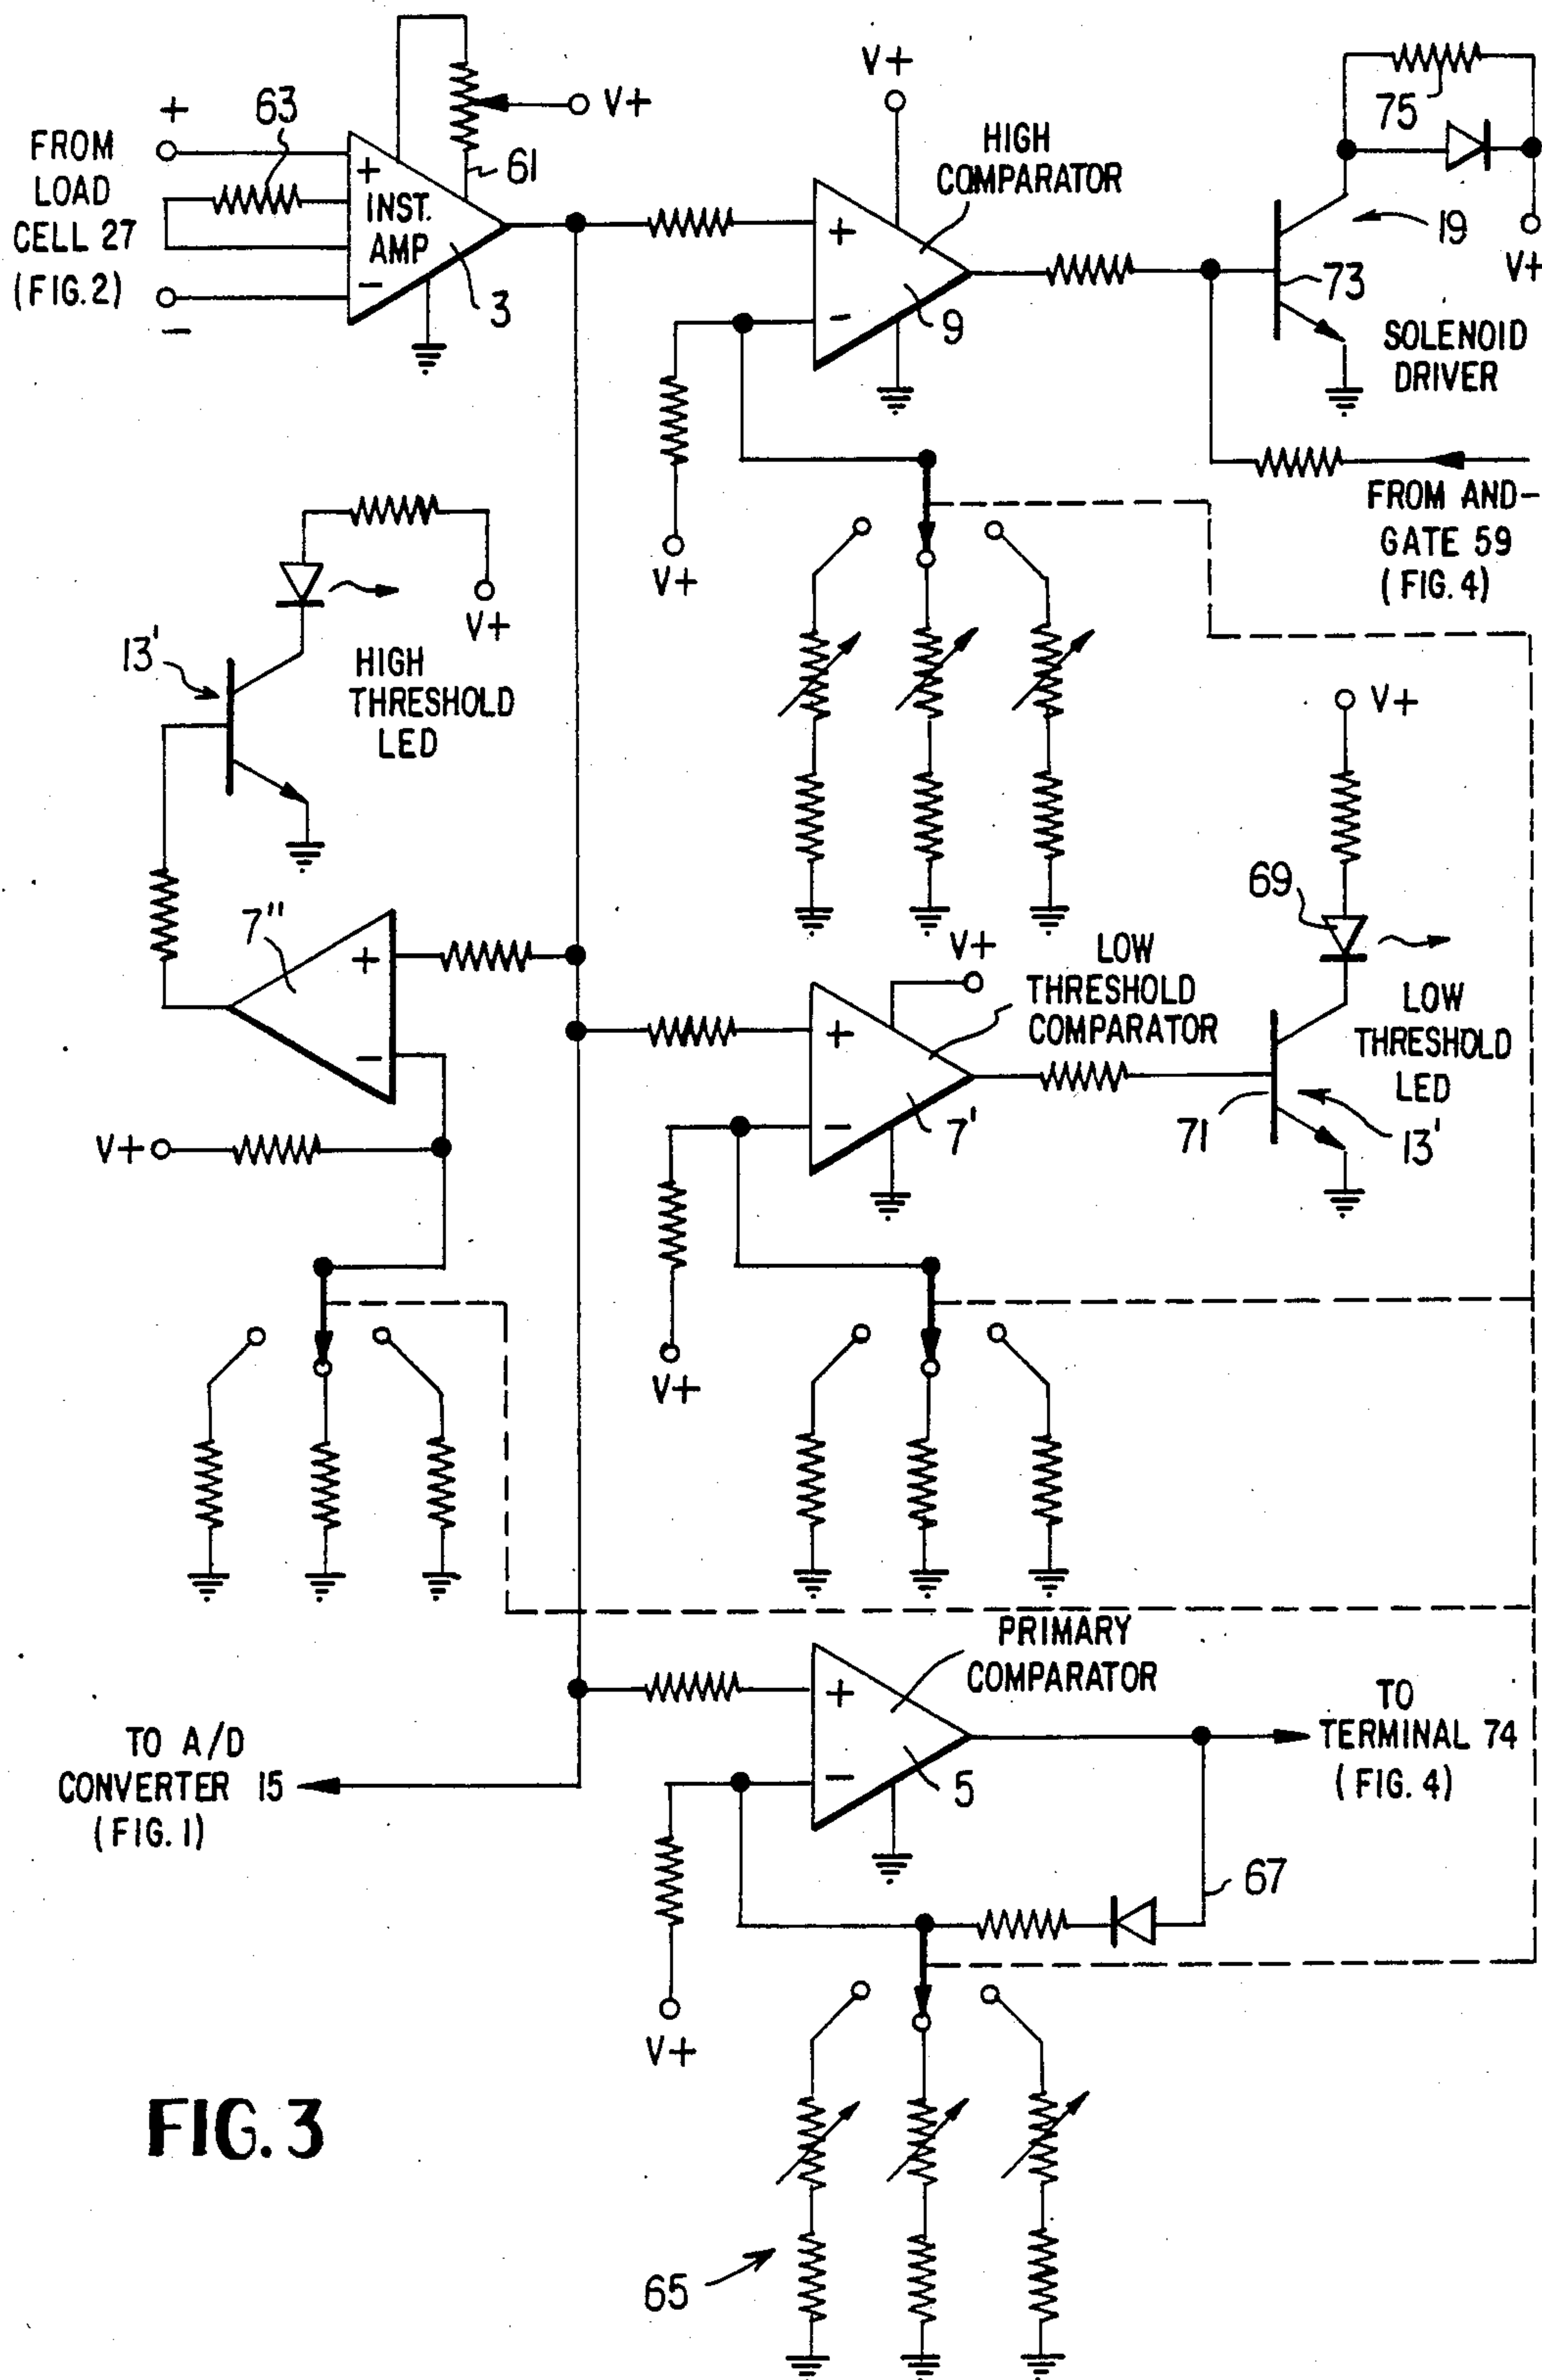 +
63
FROM
LOAD
CELL 27
(FIG. 2)
–
+
INST.
AMP
–
3
61
V+
V+
HIGH
COMPARATOR
+
–
9
V+
75
19
V+
73
SOLENOID
DRIVER
FROM AND-
GATE 59
(FIG. 4)
V+
13'
HIGH
THRESHOLD
LED
7"
+
–
V+
V+
LOW
THRESHOLD
COMPARATOR
+
–
7'
V+
V+
69
LOW
THRESHOLD
LED
71
13'
PRIMARY
COMPARATOR
+
–
5
TO
TERMINAL 74
(FIG. 4)
TO A/D
CONVERTER 15
(FIG. 1)
67
V+
65
FIG. 3